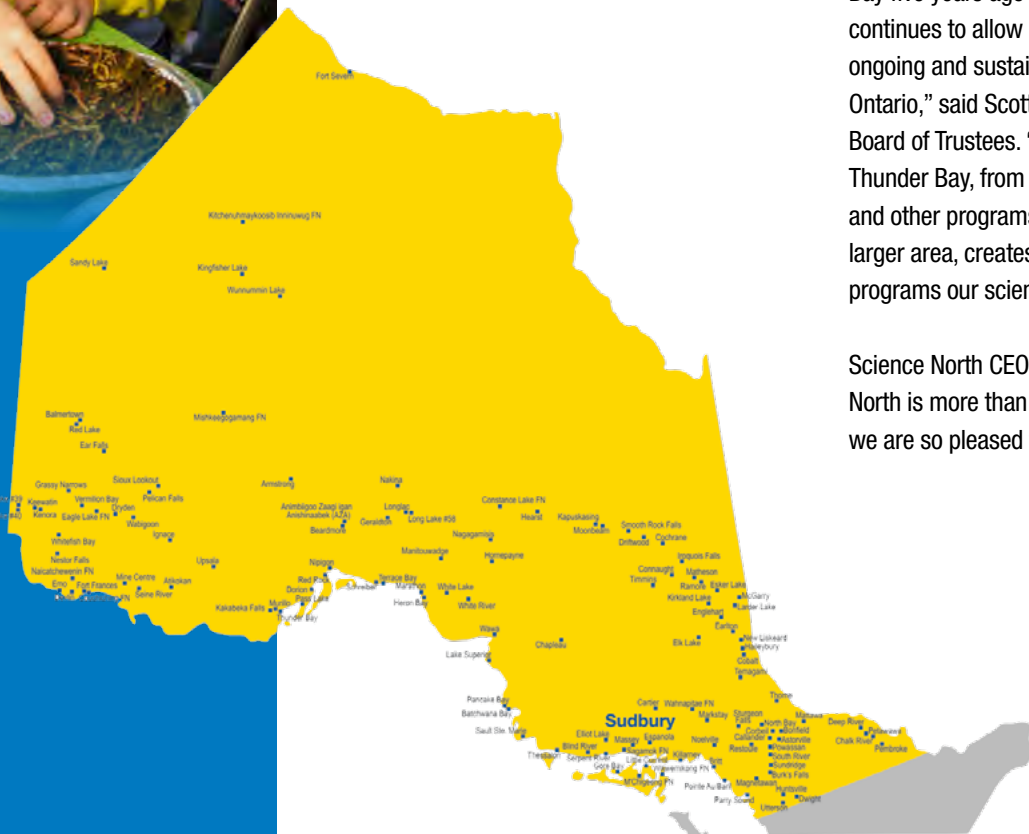 Bay five years ago
continues to allow
ongoing and sustai
Ontario,” said Scott
Board of Trustees. “
Thunder Bay, from
and other programs
larger area, creates
programs our scien
Science North CEO
North is more than
we are so pleased
Fort Severn
Kitchenuhmaykoosib Inninuwug FN
Sandy Lake
Kingfisher Lake
Wunnummin Lake
Balmertown
Red Lake
Mishkeegogamang FN
Ear Falls
Grassy Narrows
Sioux Lookout
Armstrong
Nakina
#39
Keewatin
Vermilion Bay
Pelican Falls
#40
Kenora
Eagle Lake FN
Dryden
Wabigoon
Animbiigoo Zaagi igan
Anishinaabek (AZA)
Beardmore
Geraldton
Longlac
Long Lake #58
Constance Lake FN
Hearst
Kapuskasing
Moonbeam
Smooth Rock Falls
Driftwood
Cochrane
Whitefish Bay
Ignace
Nagagamisis
Nestor Falls
Upsala
Nipigon
Manitouwadge
Hornepayne
Iroquois Falls
Naicatchewenin FN
Emo
Fort Frances
Mine Centre
Seine River
Atikokan
Red Rock
Dorion
Pass Lake
Schreiber
Terrace Bay
Marathon
Heron Bay
White Lake
White River
Connaught
Timmins
Matheson
Ramore
Esker Lake
Kirkland Lake
McGarry
Larder Lake
Englehart
Kakabeka Falls
Murillo
Thunder Bay
Wawa
Chapleau
Elk Lake
Earlton
New Liskeard
Haileybury
Cobalt
Temagami
Lake Superior
Pancake Bay
Batchwana Bay
Sault Ste. Marie
Cartier
Wahnapitae FN
Thorne
Sudbury
Markstay
Sturgeon
Falls
North Bay
Mattawa
Deep River
Petawawa
Chalk River
Pembroke
Elliot Lake
Massey
Espanola
Noelville
Corbeil
Bonfield
Callander
Astorville
Restoule
Powassan
Thessalon
Blind River
Serpent River
Sagamok FN
Little Current
Killarney
Britt
South River
Sundridge
Burk's Falls
Gore Bay
M'Chigeeng FN
Wikwemikong FN
Pointe Au Baril
Magnetawan
Huntsville
Parry Sound
Dwight
Utterson